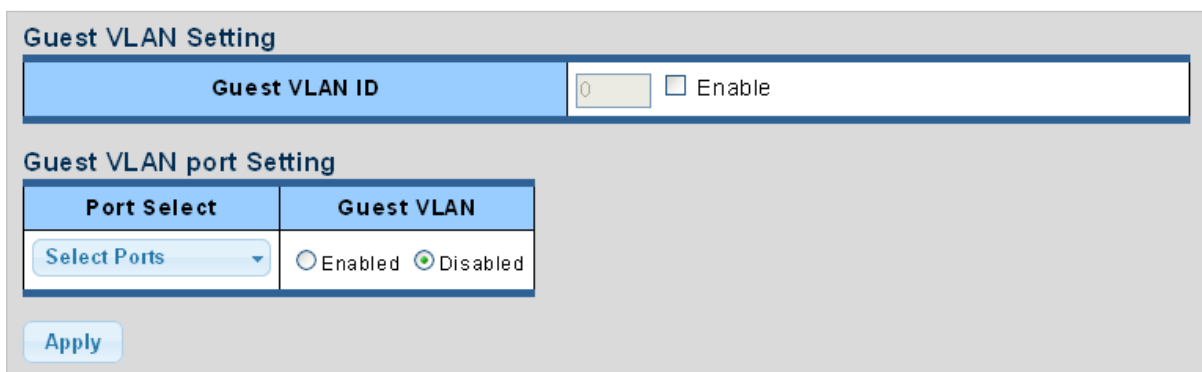 Guest VLAN Setting
Guest VLAN ID 0 Enable
Guest VLAN port Setting
Port Select Guest VLAN
Select Ports Enabled Disabled
Apply